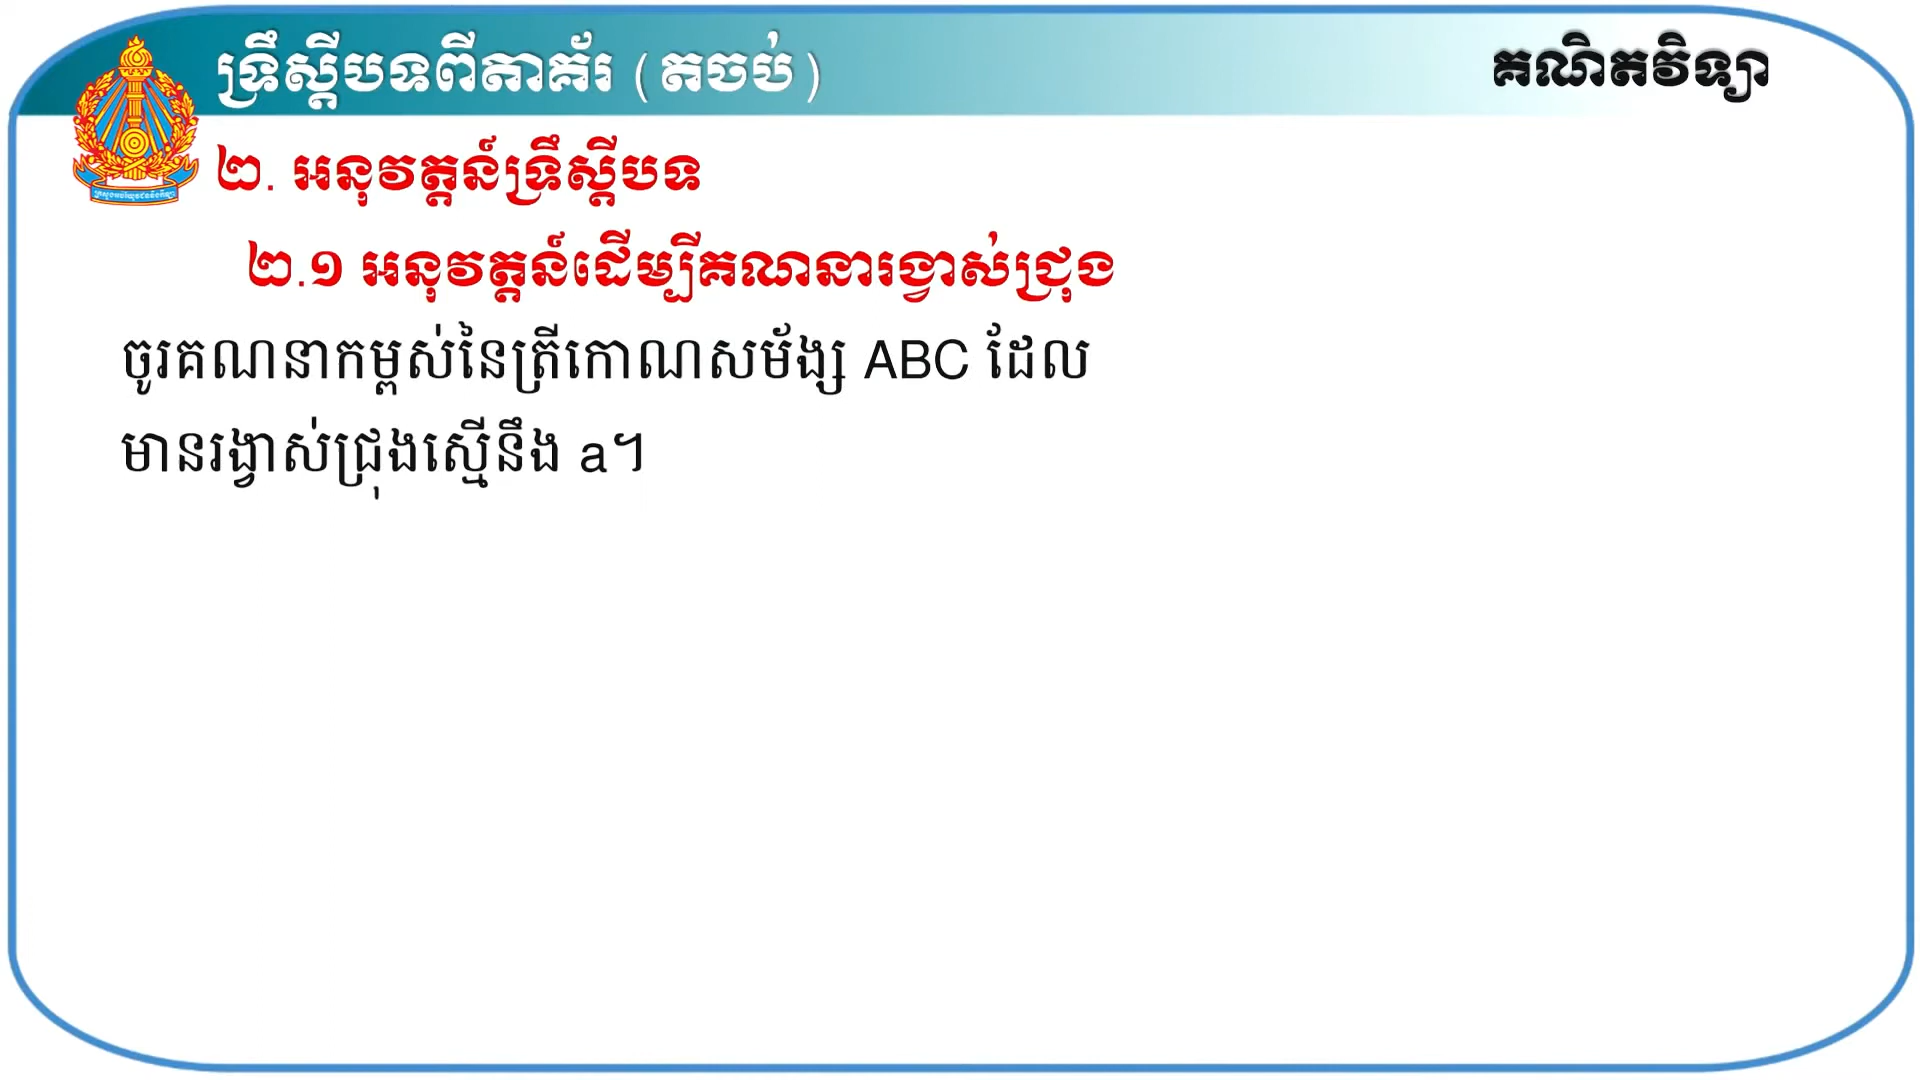 ទ្រឹស្តីបទពីតាគ័រ (តចប់)
គណិតវិទ្យា
២. អនុវត្តន៍ទ្រឹស្តីបទ
២.១ អនុវត្តន៍ដើម្បីគណនារង្វាស់ជ្រុង
ចូរគណនាកម្ពស់នៃត្រីកោណសម័ង្ស ABC ដែល
មានរង្វាស់ជ្រុងស្មើនឹង a។